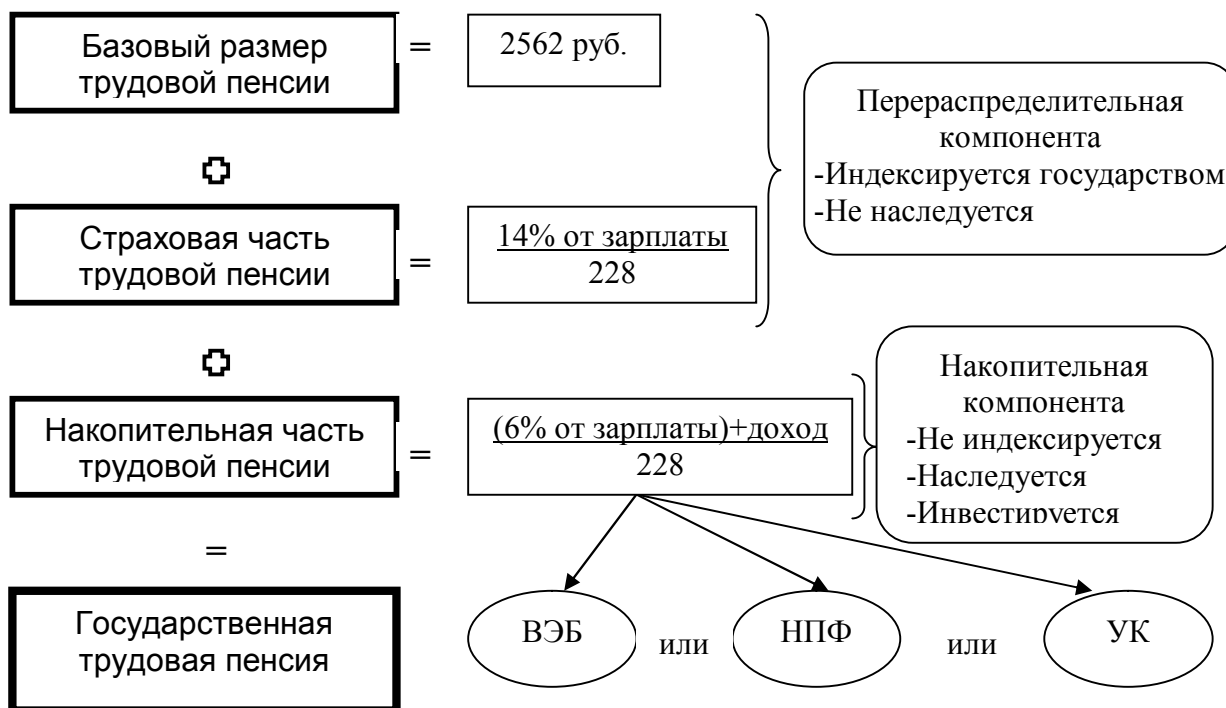 Базовый размер
трудовой пенсии
=
2562 руб.
Перераспределительная
компонента
-Индексируется государством
-Не наследуется
Страховая часть
трудовой пенсии
=
14% от зарплаты
228
Накопительная часть
трудовой пенсии
=
(6% от зарплаты)+доход
228
Накопительная
компонента
-Не индексируется
-Наследуется
-Инвестируется
=
Государственная
трудовая пенсия
ВЭБ
или
НПФ
или
УК